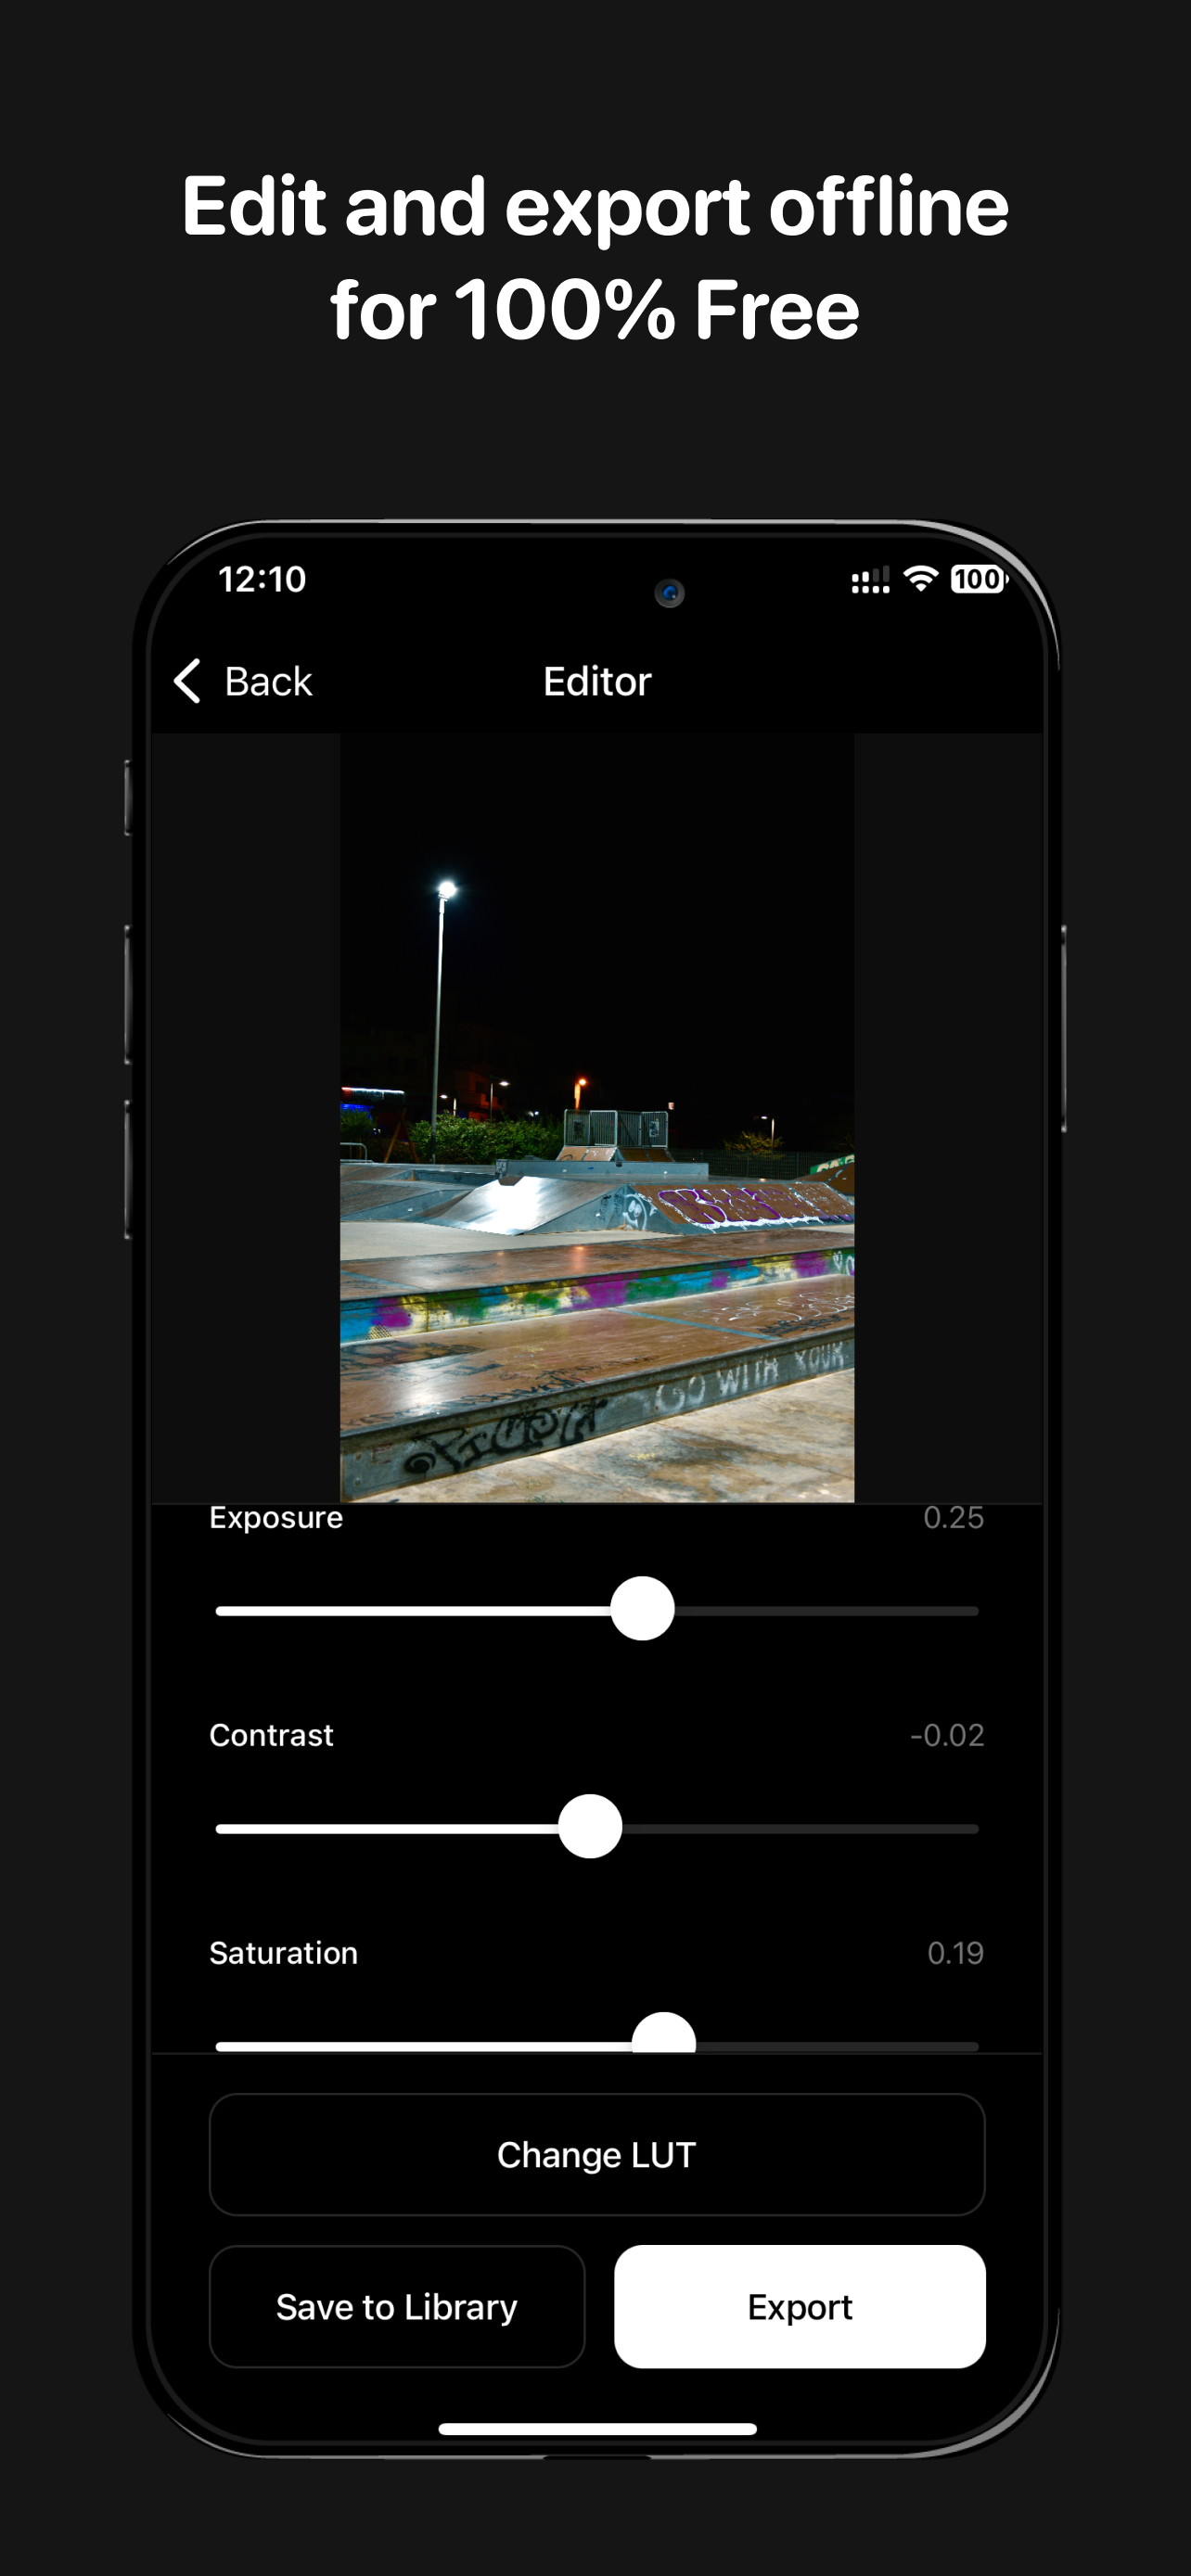 Edit and export offline
for 100% Free
12:10
100
Back
Editor
GO WITH YOUR
Exposure
0.25
Contrast
-0.02
Saturation
0.19
Change LUT
Save to Library
Export